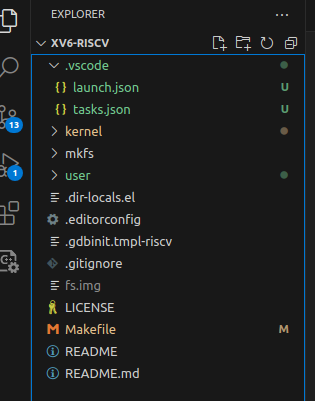 EXPLORER
XV6-RISCV
.vscode
launch.json U
tasks.json U
kernel
mkfs
user
.dir-locals.el
.editorconfig
.gdbinit.tmpl-riscv
.gitignore
fs.img
LICENSE
Makefile M
README
README.md
13
1